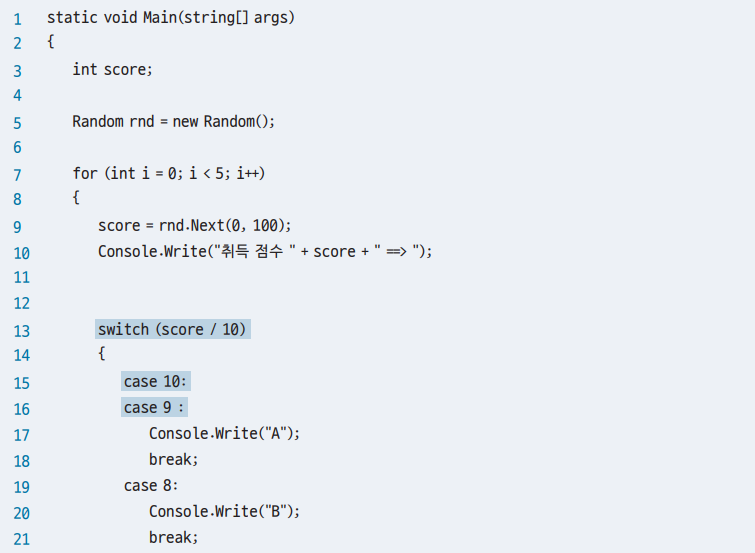 1 static void Main(string[] args)
2 {
3 int score;
4
5 Random rnd = new Random();
6
7 for (int i = 0; i < 5; i++)
8 {
9 score = rnd.Next(0, 100);
10 Console.Write("취득 점수 " + score + " ==> ");
11
12
13 switch (score / 10)
14 {
15 case 10:
16 case 9 :
17 Console.Write("A");
18 break;
19 case 8:
20 Console.Write("B");
21 break;